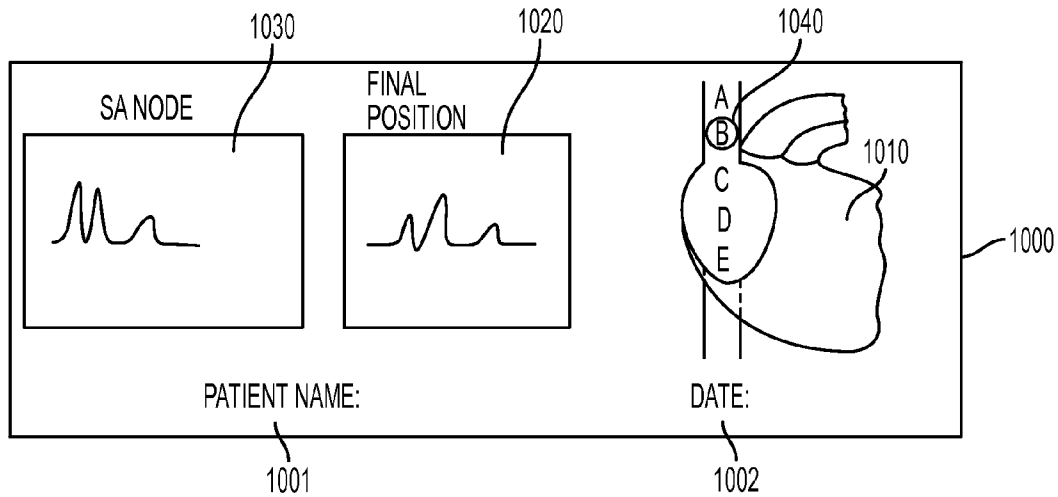 1030
1020
1040
SA NODE
FINAL
POSITION
A
B
C
D
E
1010
1000
PATIENT NAME:
DATE:
1001
1002